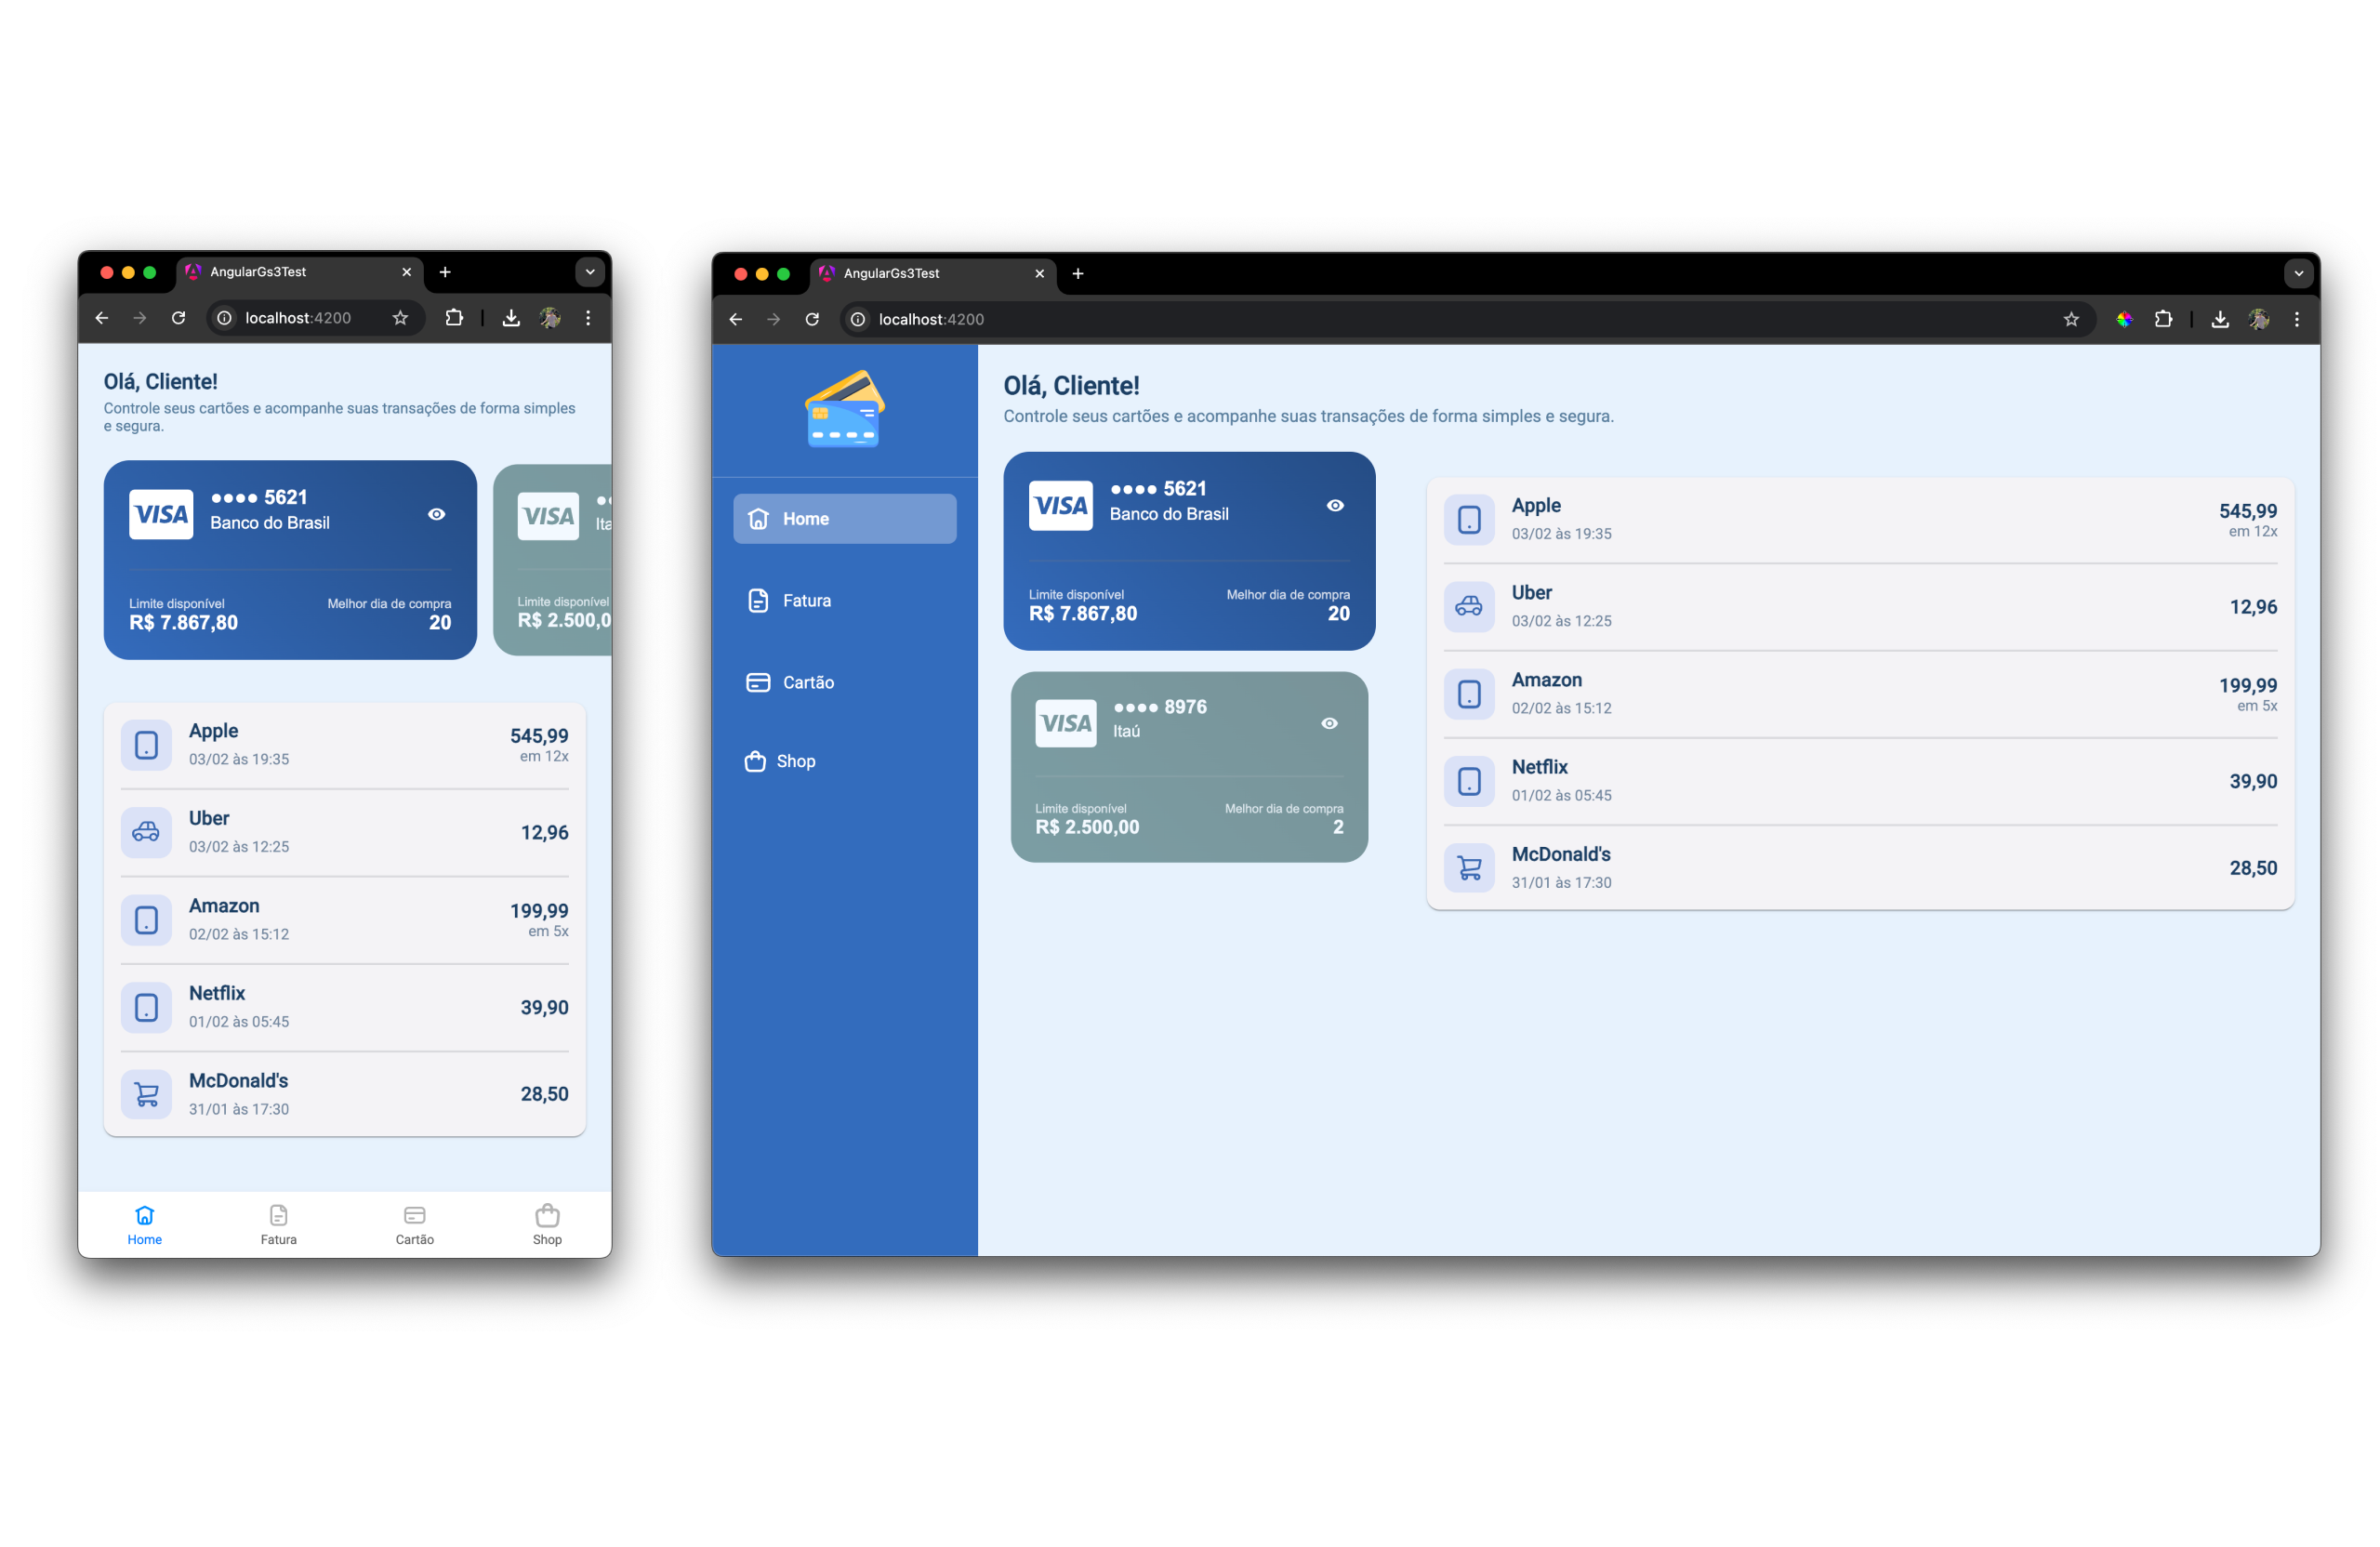 AngularGs3Test
localhost:4200
Olá, Cliente!
Controle seus cartões e acompanhe suas transações de forma simples
e segura.
VISA
●●●● 5621
Banco do Brasil
Limite disponível
R$ 7.867,80
Melhor dia de compra
20
VISA
Limite disponível
R$ 2.500,0
Apple
03/02 às 19:35
545,99
em 12x
Uber
03/02 às 12:25
12,96
Amazon
02/02 às 15:12
199,99
em 5x
Netflix
01/02 às 05:45
39,90
McDonald's
31/01 às 17:30
28,50
Home
Fatura
Cartão
Shop
AngularGs3Test
localhost:4200
Home
Fatura
Cartão
Shop
Olá, Cliente!
Controle seus cartões e acompanhe suas transações de forma simples e segura.
VISA
●●●● 5621
Banco do Brasil
Limite disponível
R$ 7.867,80
Melhor dia de compra
20
VISA
●●●● 8976
Itaú
Limite disponível
R$ 2.500,00
Melhor dia de compra
2
Apple
03/02 às 19:35
545,99
em 12x
Uber
03/02 às 12:25
12,96
Amazon
02/02 às 15:12
199,99
em 5x
Netflix
01/02 às 05:45
39,90
McDonald's
31/01 às 17:30
28,50